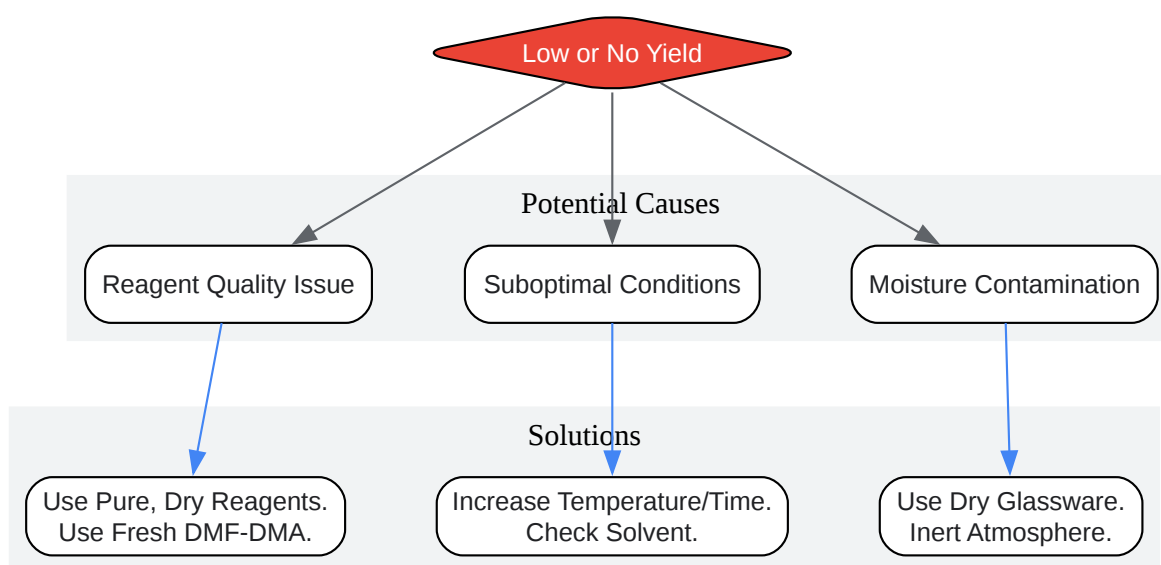 Low or No Yield
Potential Causes
Reagent Quality Issue
Suboptimal Conditions
Moisture Contamination
Solutions
Use Pure, Dry Reagents.
Use Fresh DMF-DMA.
Increase Temperature/Time.
Check Solvent.
Use Dry Glassware.
Inert Atmosphere.